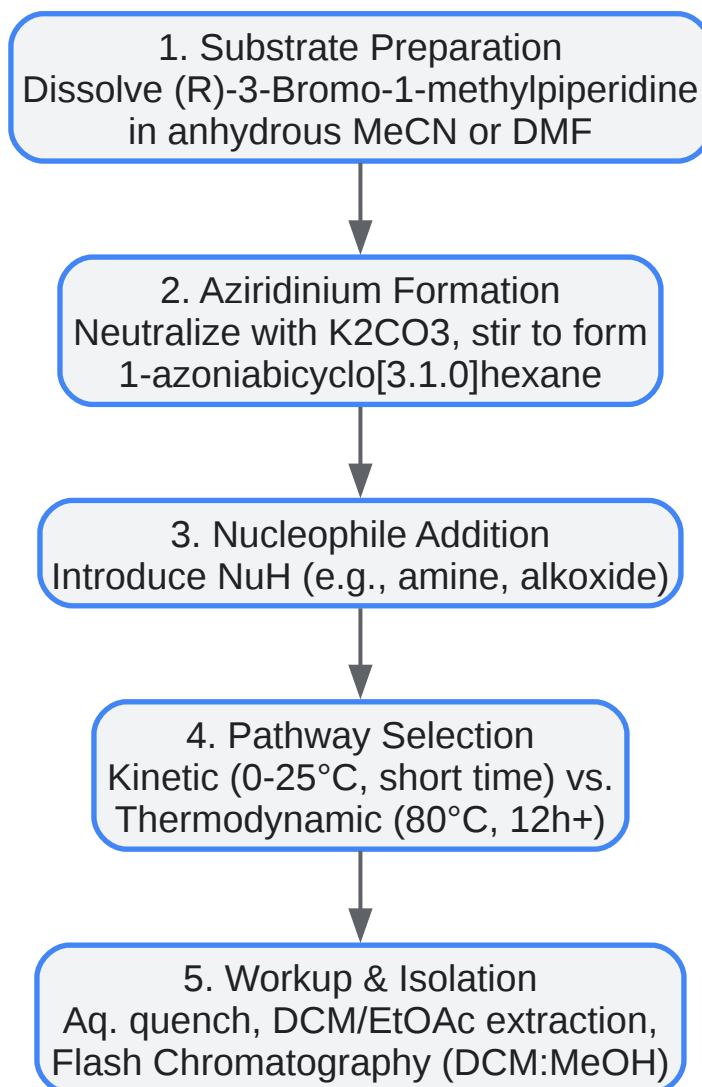 1. Substrate Preparation
Dissolve (R)-3-Bromo-1-methylpiperidine
in anhydrous MeCN or DMF
2. Aziridinium Formation
Neutralize with K2CO3, stir to form
1-azoniabicyclo[3.1.0]hexane
3. Nucleophile Addition
Introduce NuH (e.g., amine, alkoxide)
4. Pathway Selection
Kinetic (0-25°C, short time) vs.
Thermodynamic (80°C, 12h+)
5. Workup & Isolation
Aq. quench, DCM/EtOAc extraction,
Flash Chromatography (DCM:MeOH)